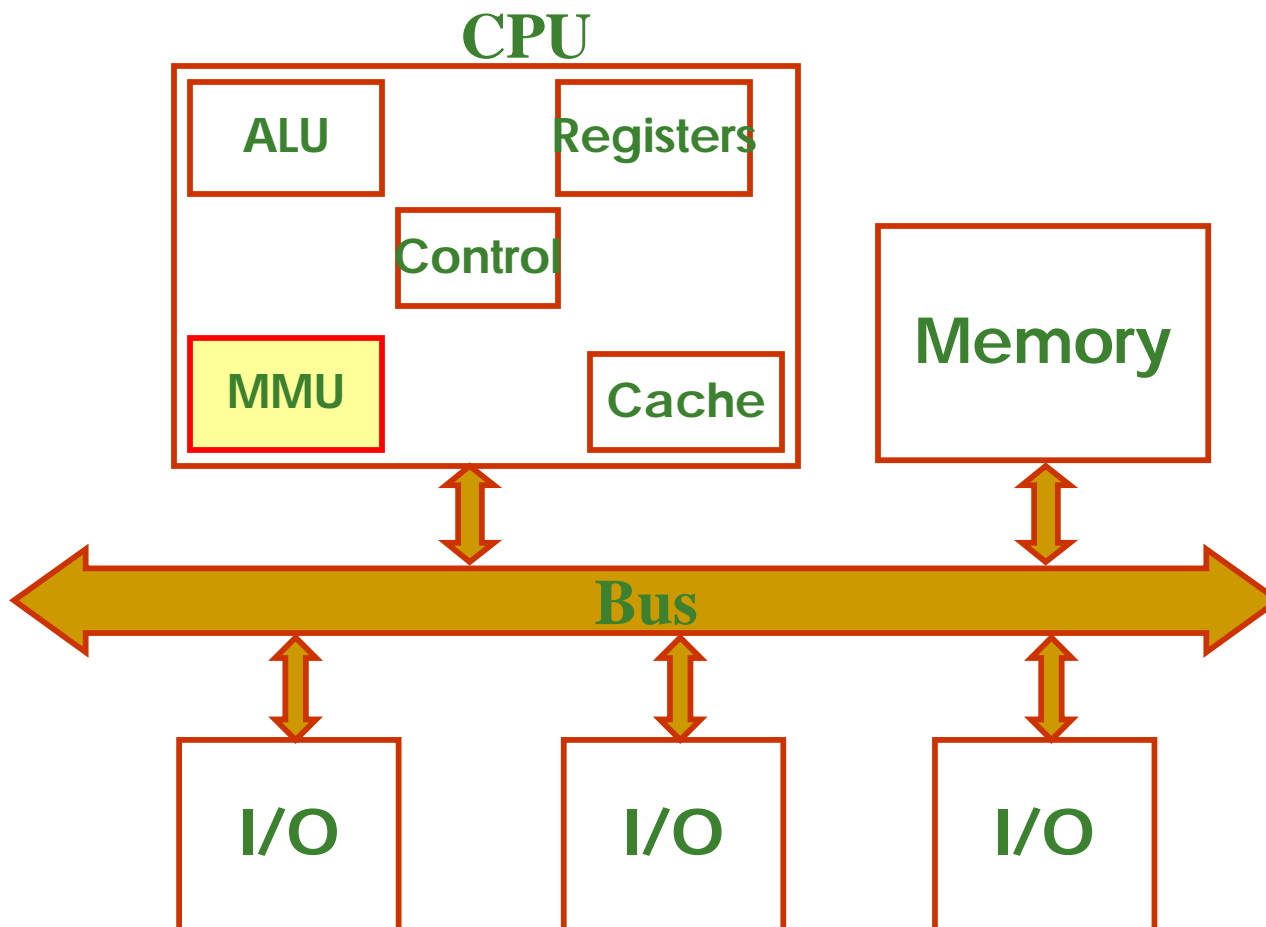 CPU
ALU
Registers
Control
MMU
Cache
Memory
Bus
I/O
I/O
I/O